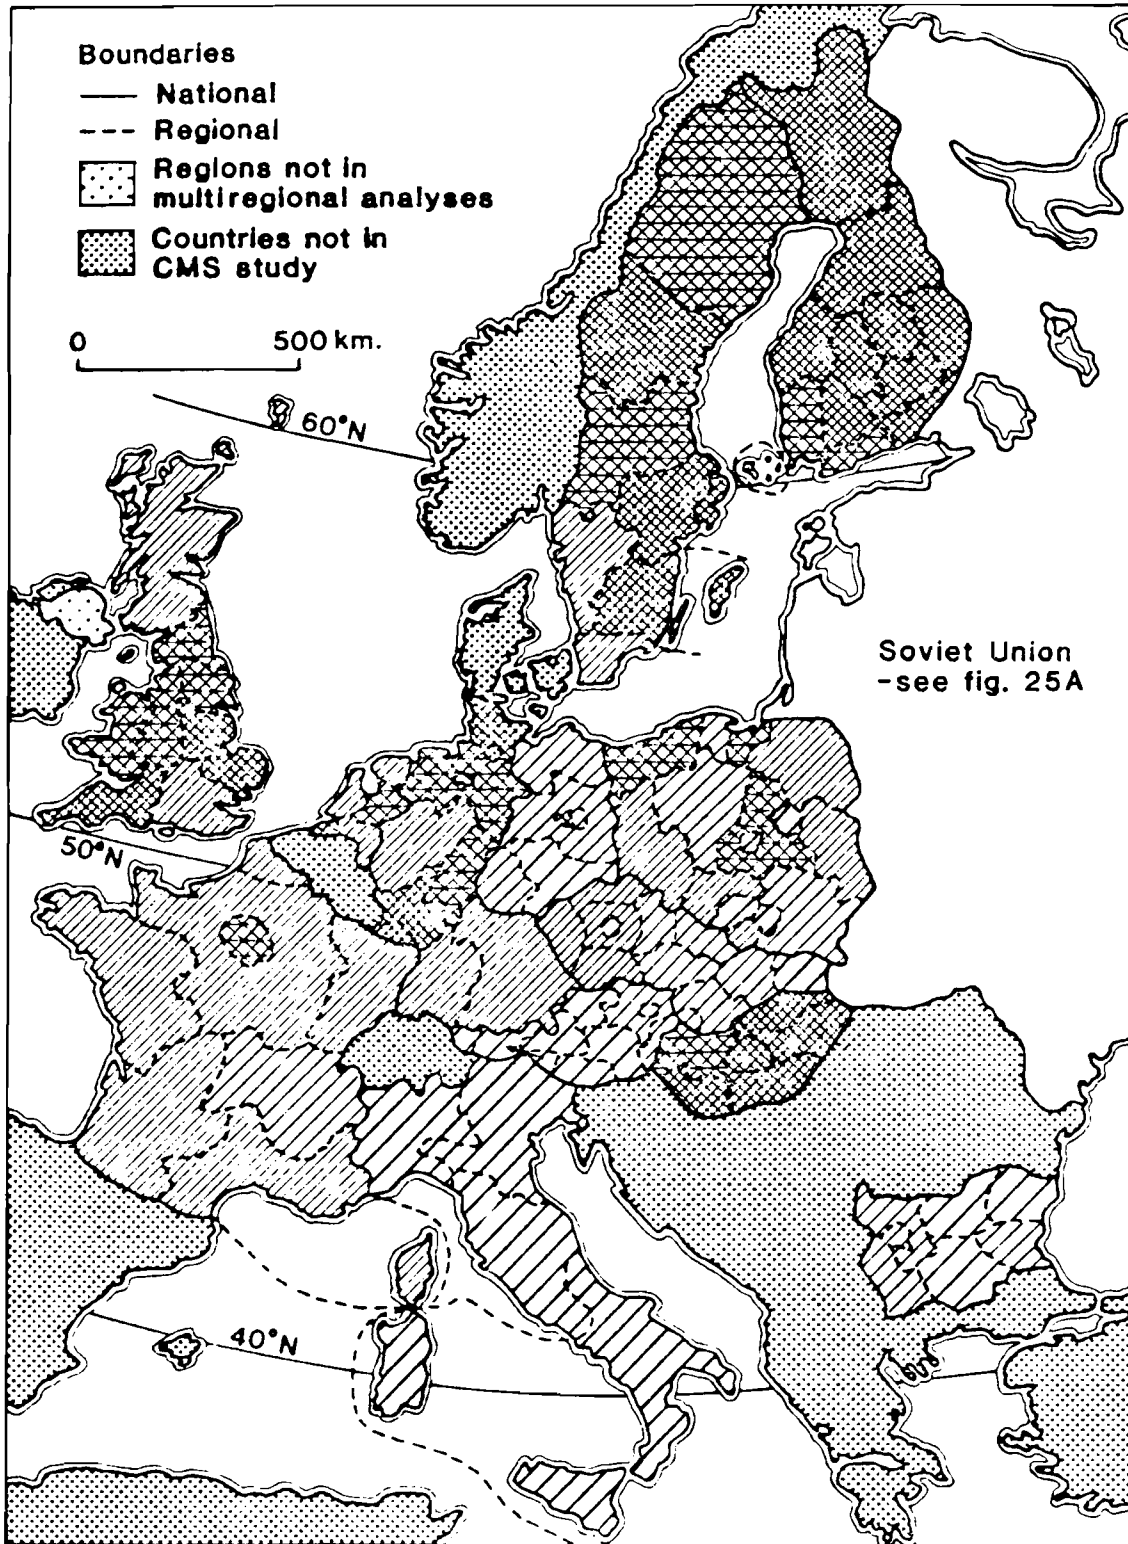 Boundaries
National
Regional
Regions not in
multiregional analyses
Countries not in
CMS study
0 500 km.
60°N
Soviet Union
-see fig. 25A
50°N
40°N